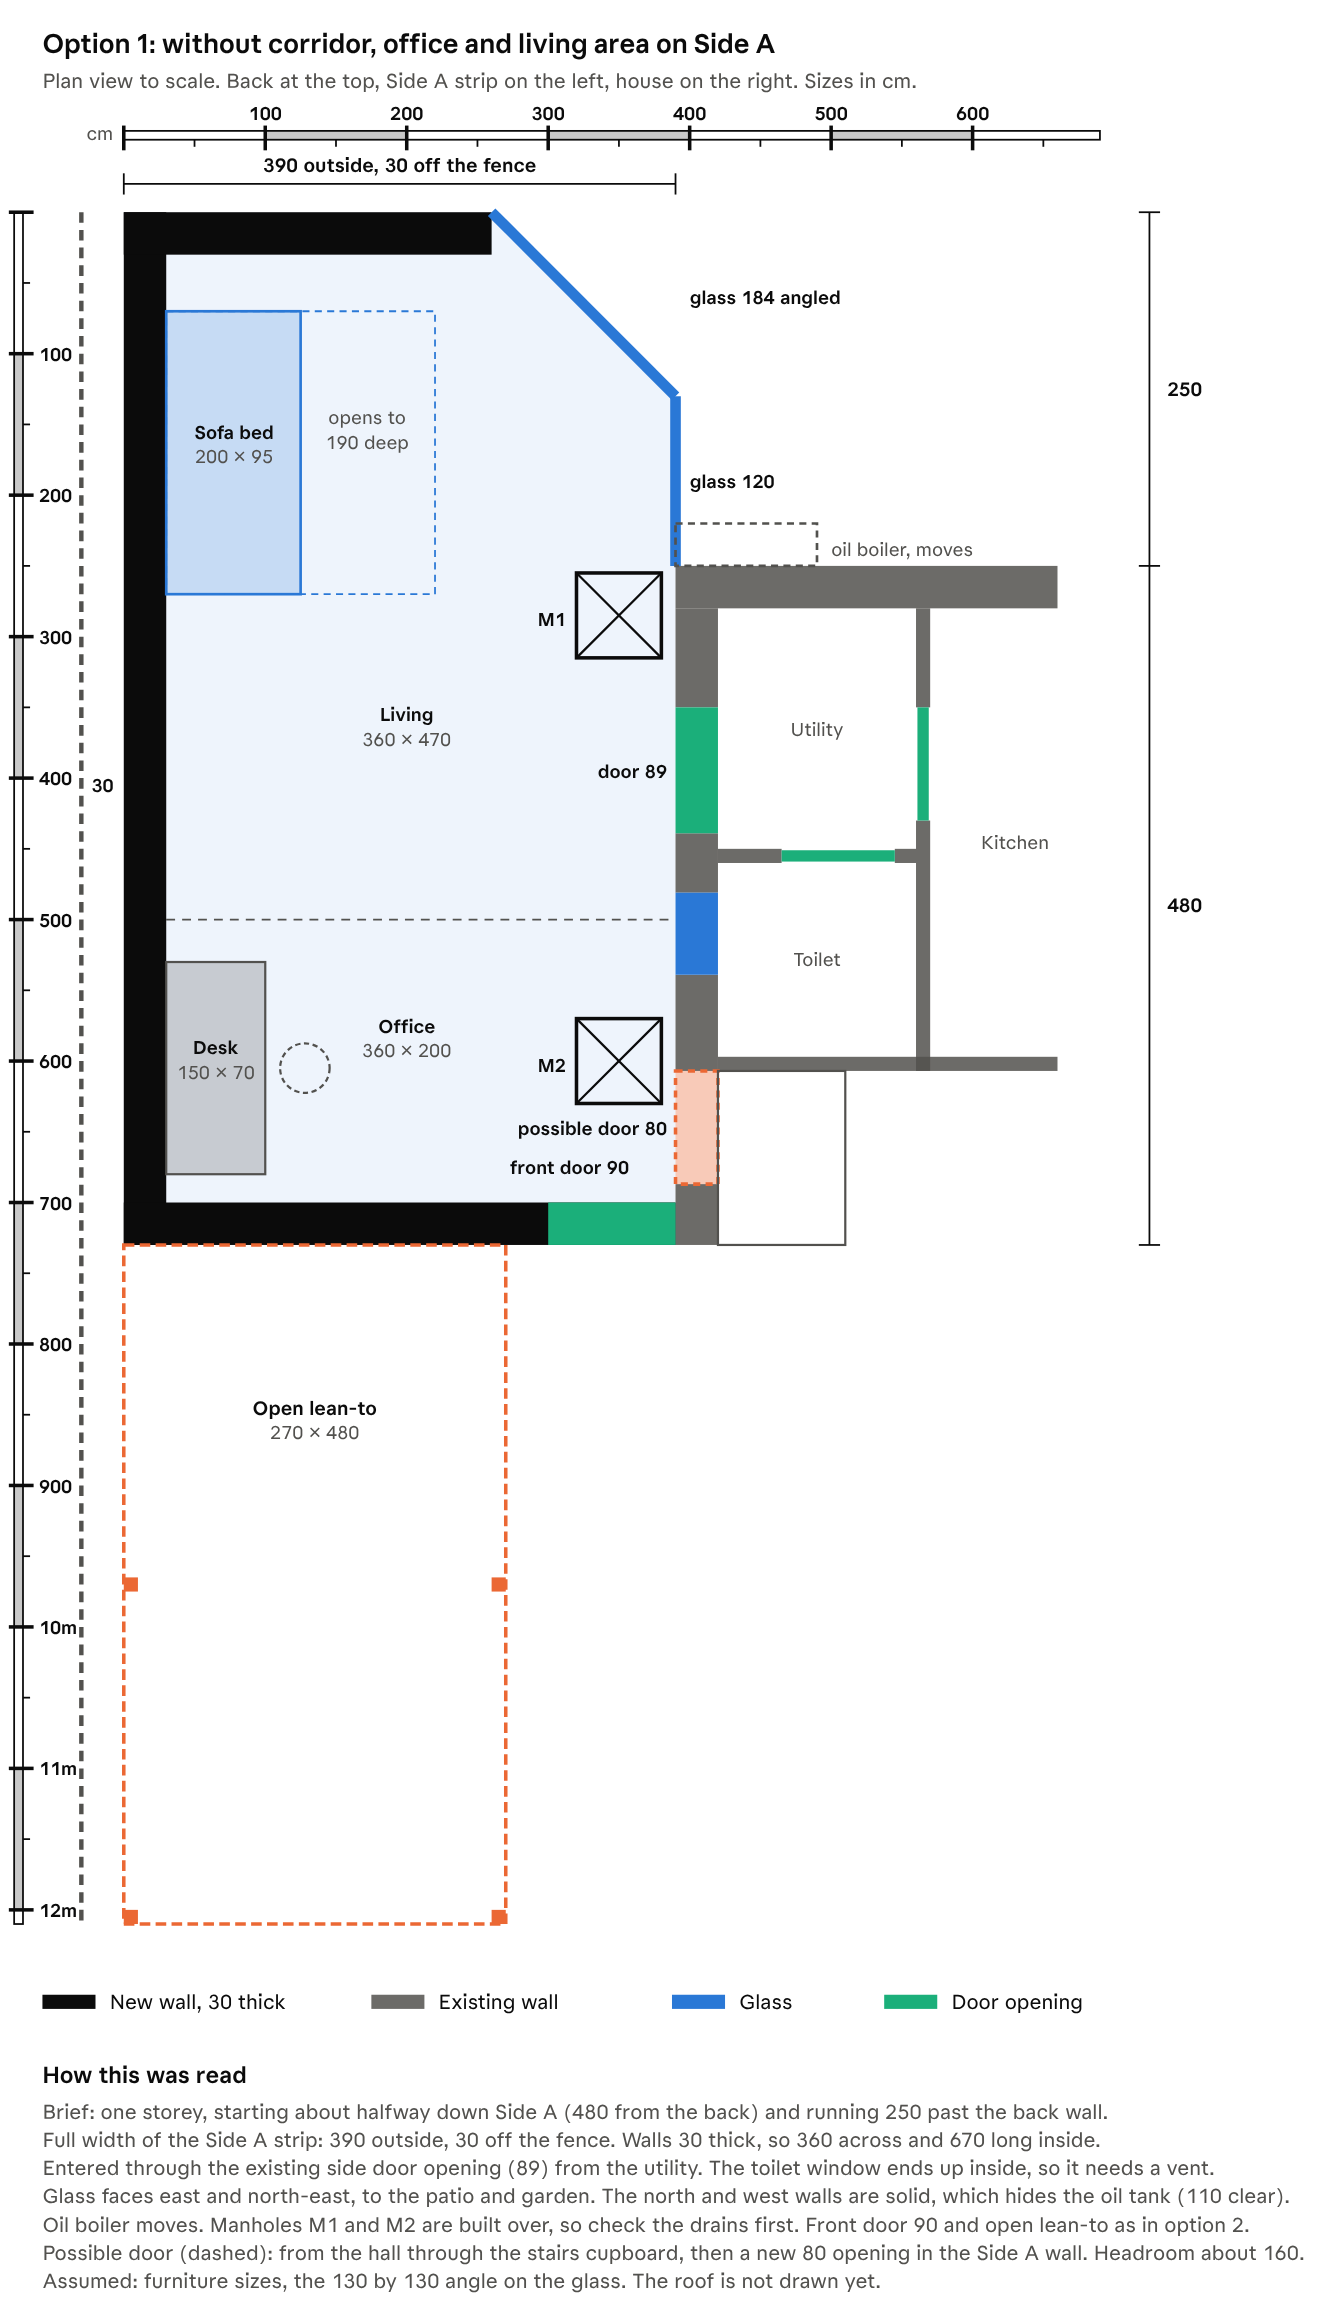 Option 1: without corridor, office and living area on Side A
Plan view to scale. Back at the top, Side A strip on the left, house on the right. Sizes in cm.
100 200 300 400 500 600
cm
390 outside, 30 off the fence
glass 184 angled
100
250
opens to
190 deep
Sofa bed
200 × 95
glass 120
200
oil boiler, moves
M1
300
Living
360 × 470
Utility
door 89
400
30
Kitchen
480
500
Toilet
Office
360 × 200
Desk
150 × 70
600
M2
possible door 80
front door 90
700
800
Open lean-to
270 × 480
900
10m
11m
12m
New wall, 30 thick
Existing wall
Glass
Door opening
How this was read
Brief: one storey, starting about halfway down Side A (480 from the back) and running 250 past the back wall.
Full width of the Side A strip: 390 outside, 30 off the fence. Walls 30 thick, so 360 across and 670 long inside.
Entered through the existing side door opening (89) from the utility. The toilet window ends up inside, so it needs a vent.
Glass faces east and north-east, to the patio and garden. The north and west walls are solid, which hides the oil tank (110 clear).
Oil boiler moves. Manholes M1 and M2 are built over, so check the drains first. Front door 90 and open lean-to as in option 2.
Possible door (dashed): from the hall through the stairs cupboard, then a new 80 opening in the Side A wall. Headroom about 160.
Assumed: furniture sizes, the 130 by 130 angle on the glass. The roof is not drawn yet.